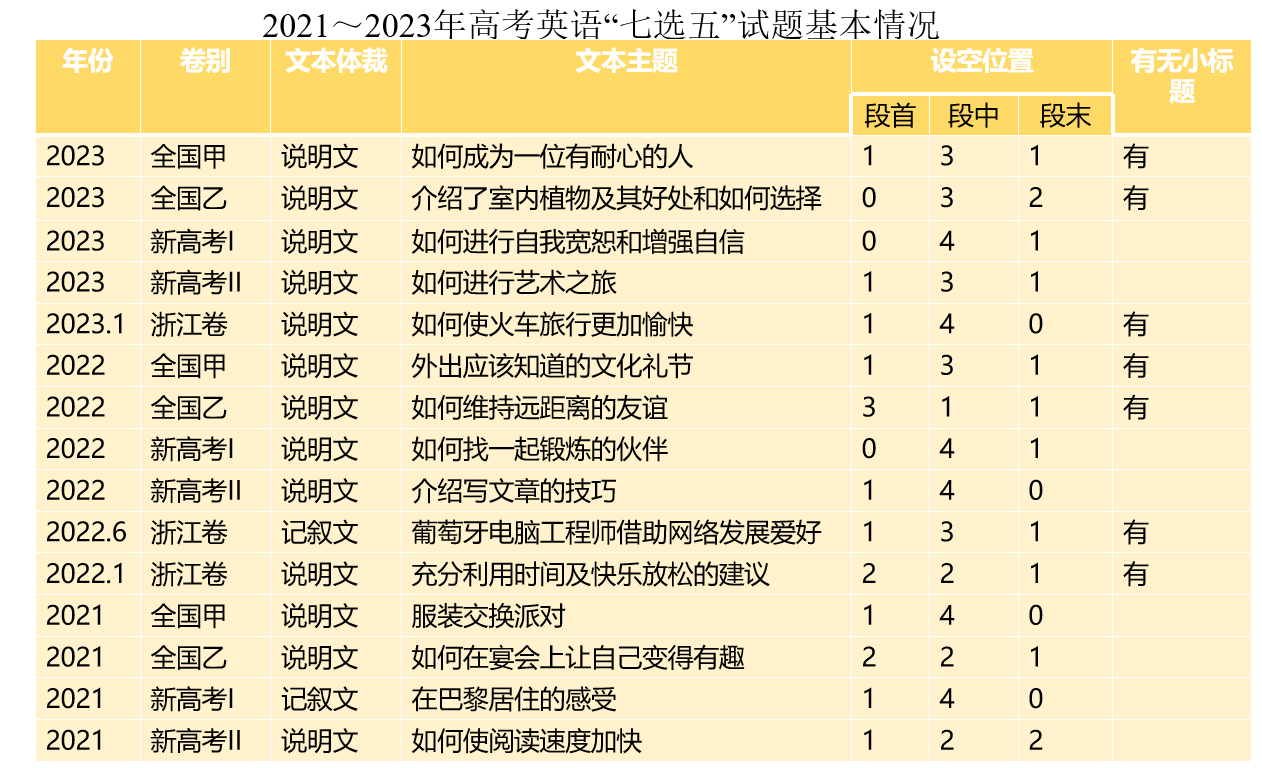 2021～2023年高考英语“七选五”试题基本情况
年份 卷别 文本体裁 文本主题 设空位置 有无小标题
段首 段中 段末
2023 全国甲 说明文 如何成为一位有耐心的人 1 3 1 有
2023 全国乙 说明文 介绍了室内植物及其好处和如何选择 0 3 2 有
2023 新高考I 说明文 如何进行自我宽恕和增强自信 0 4 1
2023 新高考II 说明文 如何进行艺术之旅 1 3 1
2023.1 浙江卷 说明文 如何使火车旅行更加愉快 1 4 0 有
2022 全国甲 说明文 外出应该知道的文化礼节 1 3 1 有
2022 全国乙 说明文 如何维持远距离的友谊 3 1 1 有
2022 新高考I 说明文 如何找一起锻炼的伙伴 0 4 1
2022 新高考II 说明文 介绍写文章的技巧 1 4 0
2022.6 浙江卷 记叙文 葡萄牙电脑工程师借助网络发展爱好 1 3 1 有
2022.1 浙江卷 说明文 充分利用时间及快乐放松的建议 2 2 1 有
2021 全国甲 说明文 服装交换派对 1 4 0
2021 全国乙 说明文 如何在宴会上让自己变得有趣 2 2 1
2021 新高考I 记叙文 在巴黎居住的感受 1 4 0
2021 新高考II 说明文 如何使阅读速度加快 1 2 2